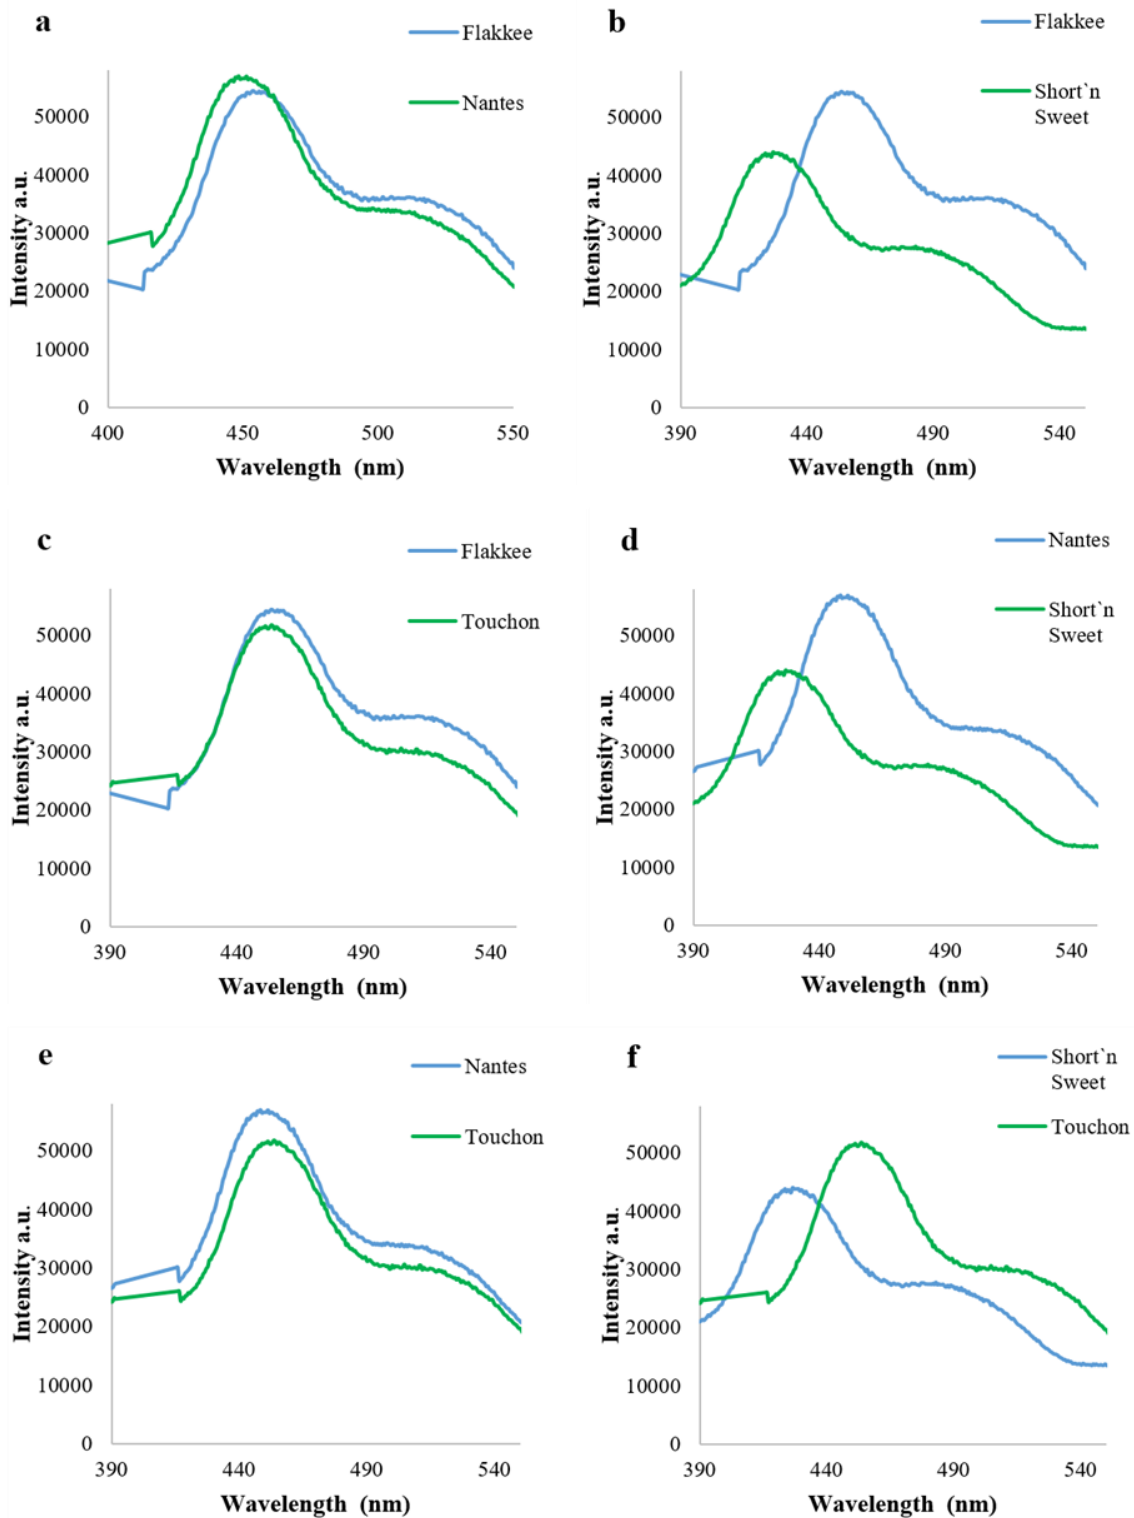 a
Flakkee
Nantes
50000
40000
30000
20000
10000
0
400
450
500
550
Intensity a.u.
Wavelength (nm)
b
Flakkee
Short`n
Sweet
50000
40000
30000
20000
10000
0
390
440
490
540
Intensity a.u.
Wavelength (nm)
c
Flakkee
Touchon
50000
40000
30000
20000
10000
0
390
440
490
540
Intensity a.u.
Wavelength (nm)
d
Nantes
Short`n
Sweet
50000
40000
30000
20000
10000
0
390
440
490
540
Intensity a.u.
Wavelength (nm)
e
Nantes
Touchon
50000
40000
30000
20000
10000
0
390
440
490
540
Intensity a.u.
Wavelength (nm)
f
Short`n
Sweet
Touchon
50000
40000
30000
20000
10000
0
390
440
490
540
Intensity a.u.
Wavelength (nm)